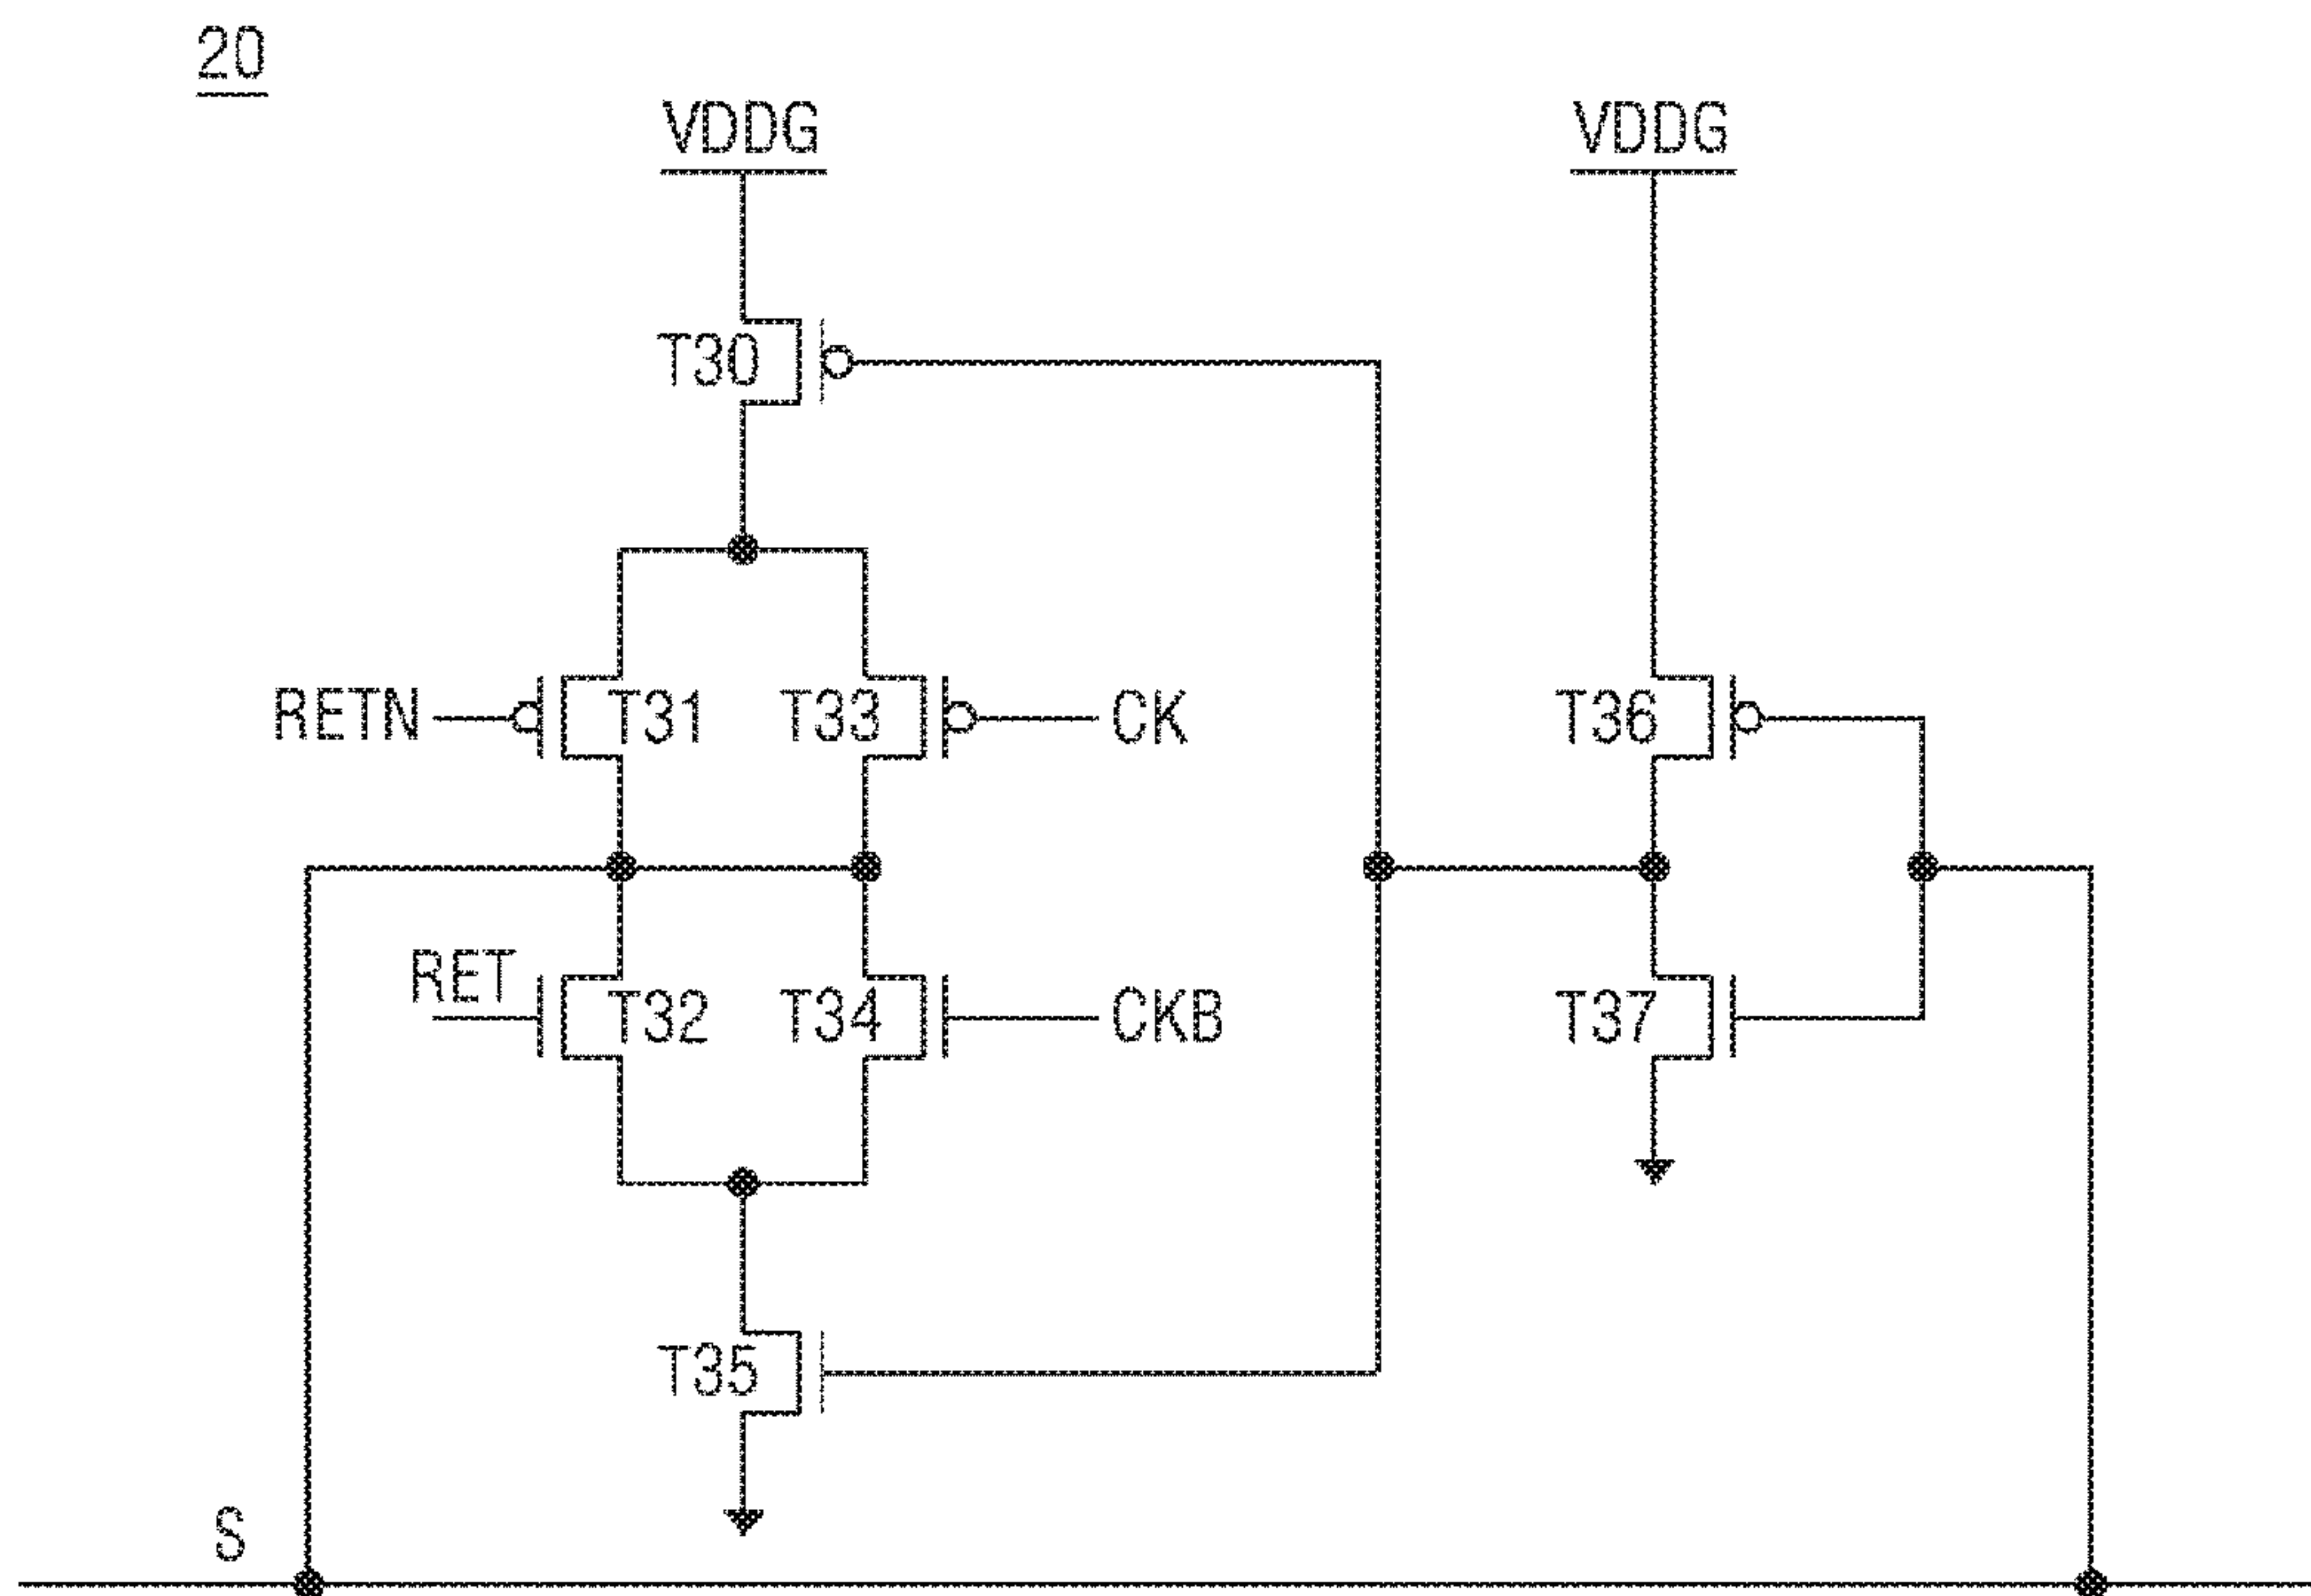 20
VDDG VDDG
T30
RETN T31 T33 CK T36
RET T32 T34 CKB T37
T35
S